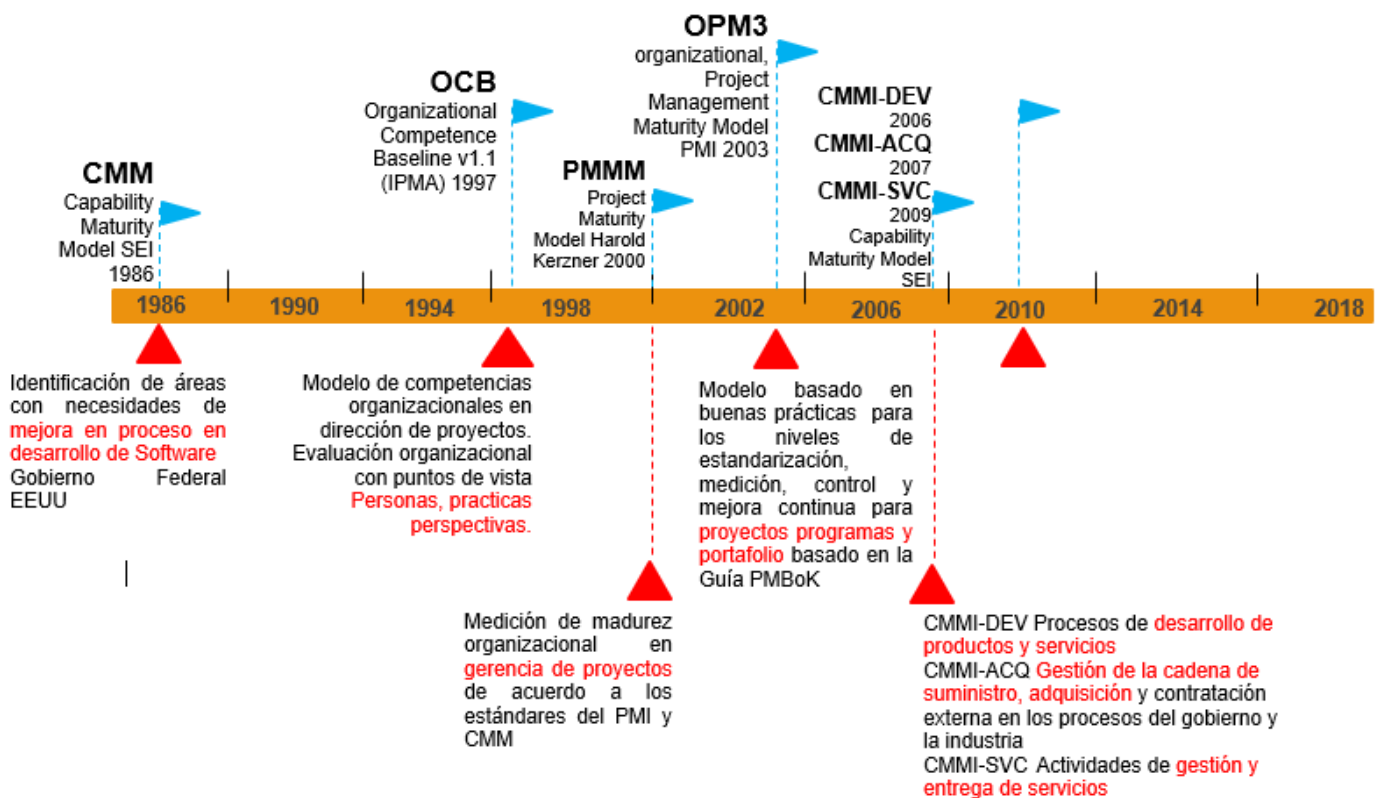 CMM
Capability
Maturity
Model SEI
1986
OCB
Organizational
Competence
Baseline v1.1
(IPMA) 1997
PMMM
Project
Maturity
Model Harold
Kerzner 2000
OPM3
organizational,
Project
Management
Maturity Model
PMI 2003
CMMI-DEV
2006
CMMI-ACQ
2007
CMMI-SVC
2009
Capability
Maturity Model
SEI
1986 1990 1994 1998 2002 2006 2010 2014 2018
Identificación de áreas
con necesidades de
mejora en proceso en
desarrollo de Software
Gobierno Federal
EEUU
Modelo de competencias
organizacionales en
dirección de proyectos.
Evaluación organizacional
con puntos de vista
Personas, practicas
perspectivas.
Medición de madurez
organizacional en
gerencia de proyectos
de acuerdo a los
estándares del PMI y
CMM
Modelo basado en
buenas prácticas para
los niveles de
estandarización,
medición, control y
mejora continua para
proyectos programas y
portafolio basado en la
Guía PMBoK
CMMI-DEV Procesos de desarrollo de
productos y servicios
CMMI-ACQ Gestión de la cadena de
suministro, adquisición y contratación
externa en los procesos del gobierno y
la industria
CMMI-SVC Actividades de gestión y
entrega de servicios